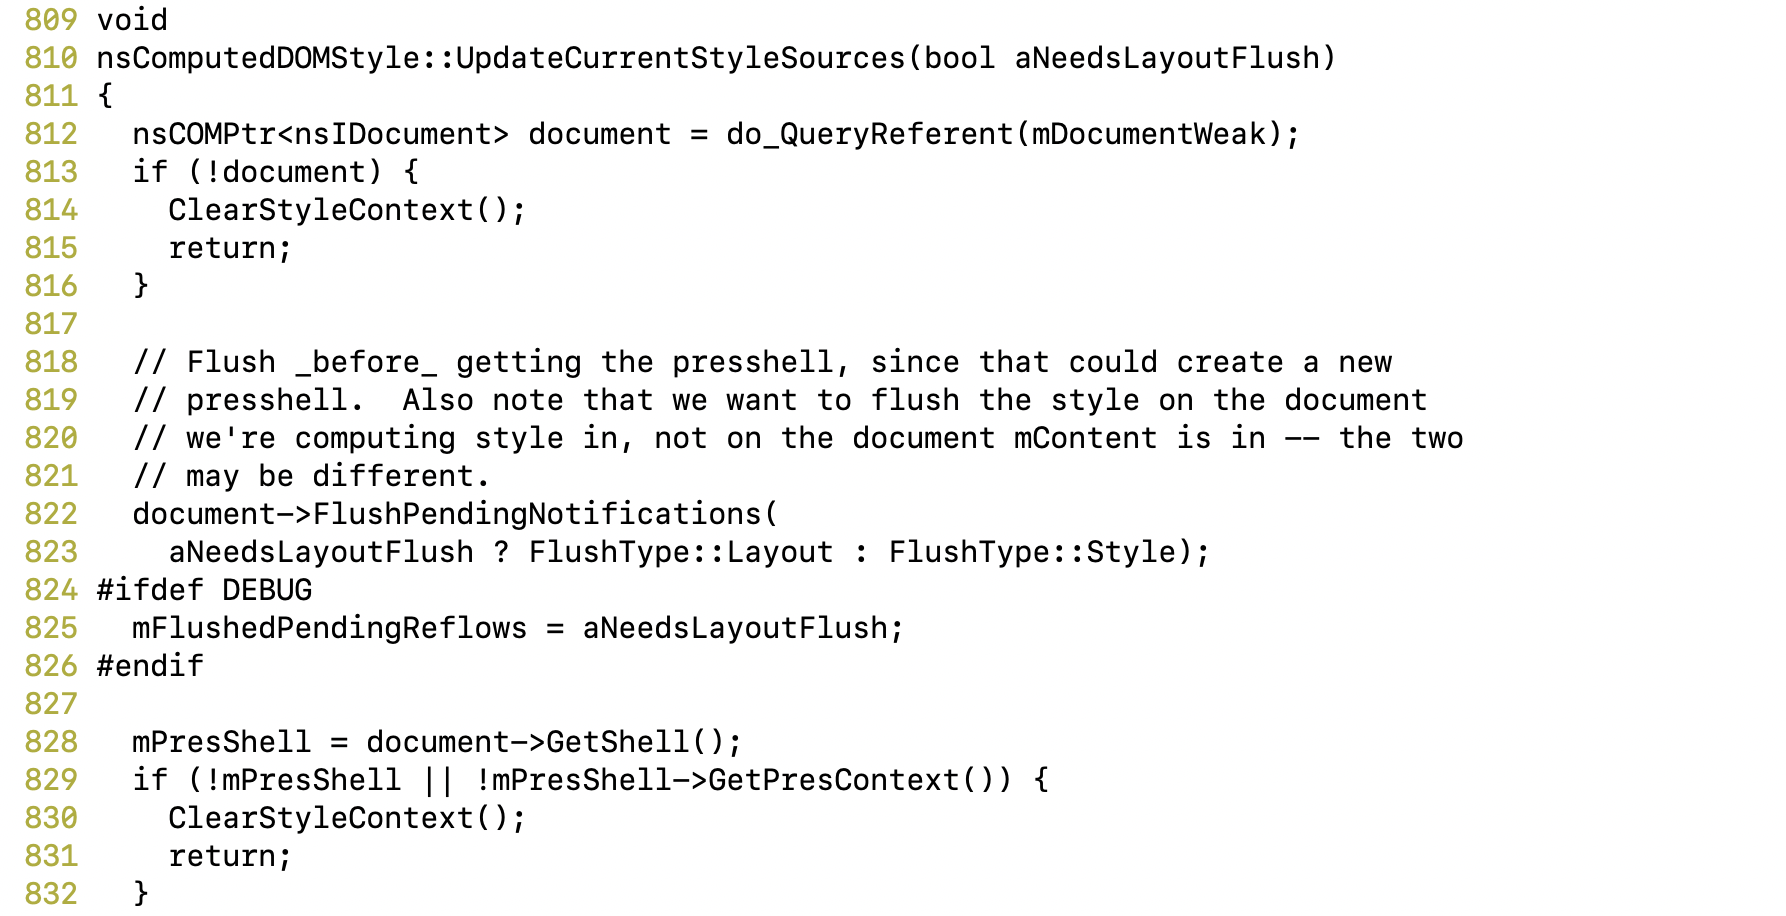 809 void
810 nsComputedDOMStyle::UpdateCurrentStyleSources(bool aNeedsLayoutFlush)
811 {
812   nsCOMPtr<nsIDocument> document = do_QueryReferent(mDocumentWeak);
813   if (!document) {
814     ClearStyleContext();
815     return;
816   }
817
818   // Flush _before_ getting the presshell, since that could create a new
819   // presshell.  Also note that we want to flush the style on the document
820   // we're computing style in, not on the document mContent is in -- the two
821   // may be different.
822   document->FlushPendingNotifications(
823     aNeedsLayoutFlush ? FlushType::Layout : FlushType::Style);
824 #ifdef DEBUG
825   mFlushedPendingReflows = aNeedsLayoutFlush;
826 #endif
827
828   mPresShell = document->GetShell();
829   if (!mPresShell || !mPresShell->GetPresContext()) {
830     ClearStyleContext();
831     return;
832   }